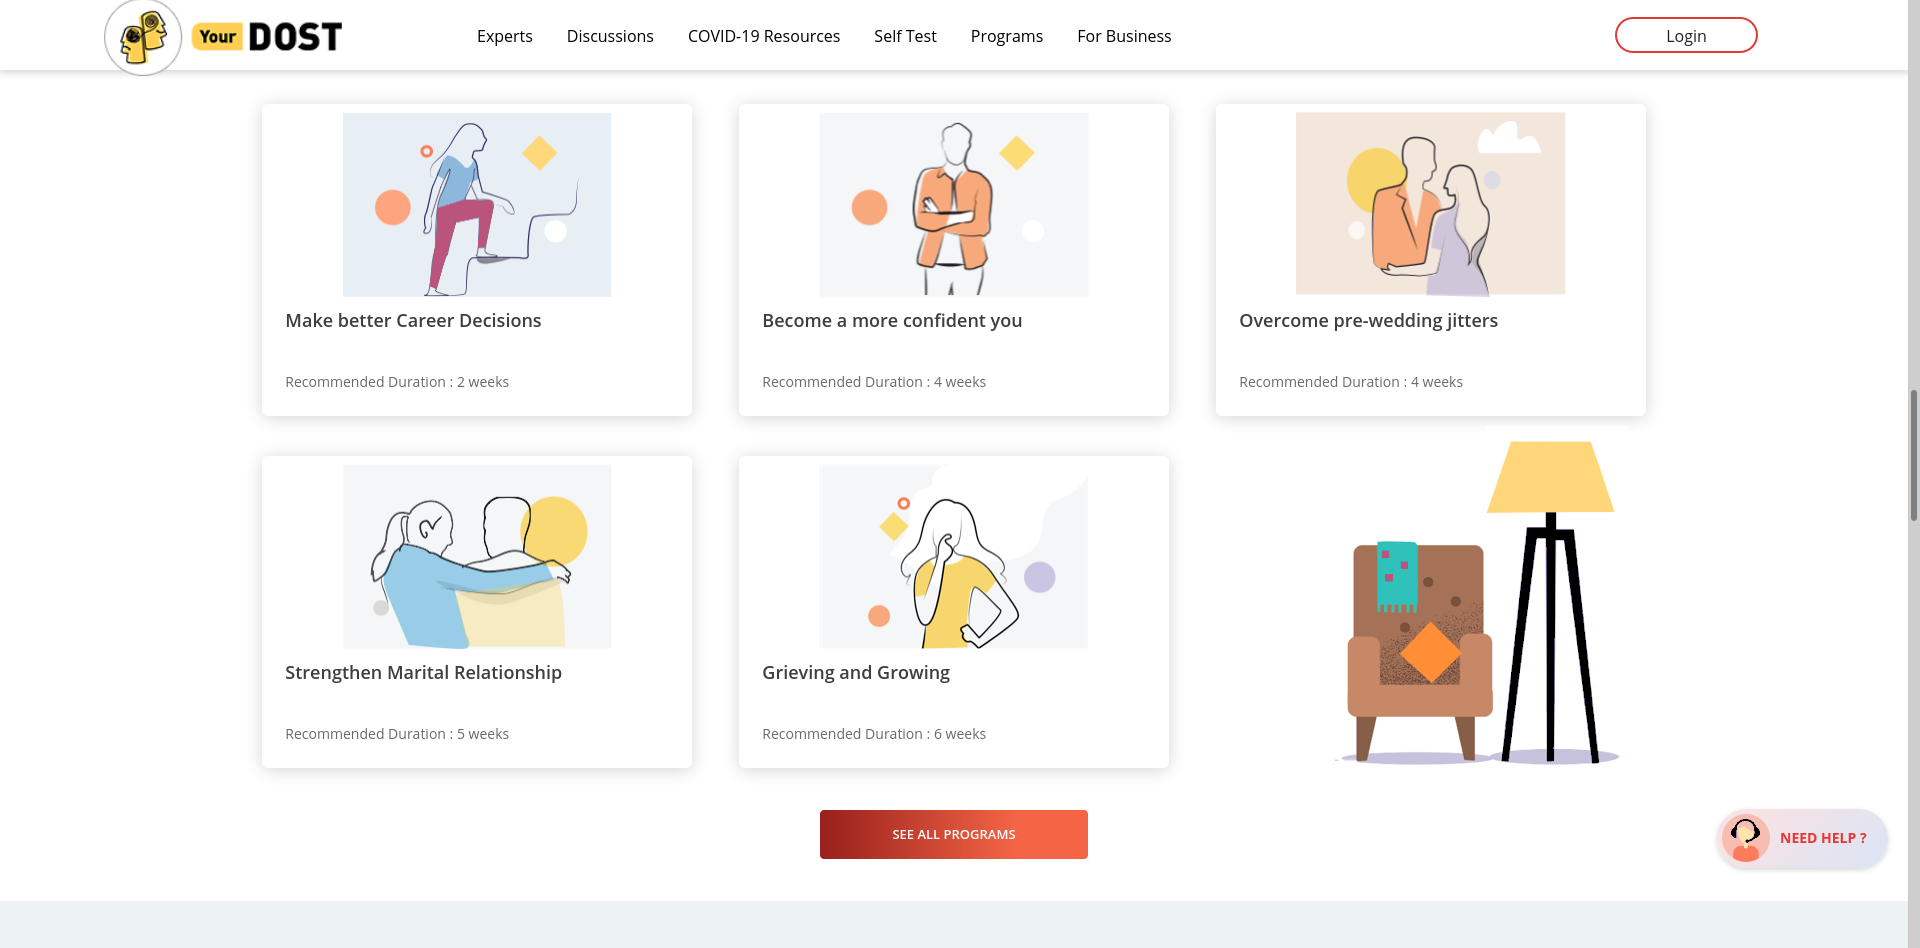 Your DOST
Experts
Discussions
COVID-19 Resources
Self Test
Programs
For Business
Login
Make better Career Decisions
Recommended Duration : 2 weeks
Become a more confident you
Recommended Duration : 4 weeks
Overcome pre-wedding jitters
Recommended Duration : 4 weeks
Strengthen Marital Relationship
Recommended Duration : 5 weeks
Grieving and Growing
Recommended Duration : 6 weeks
SEE ALL PROGRAMS
NEED HELP ?